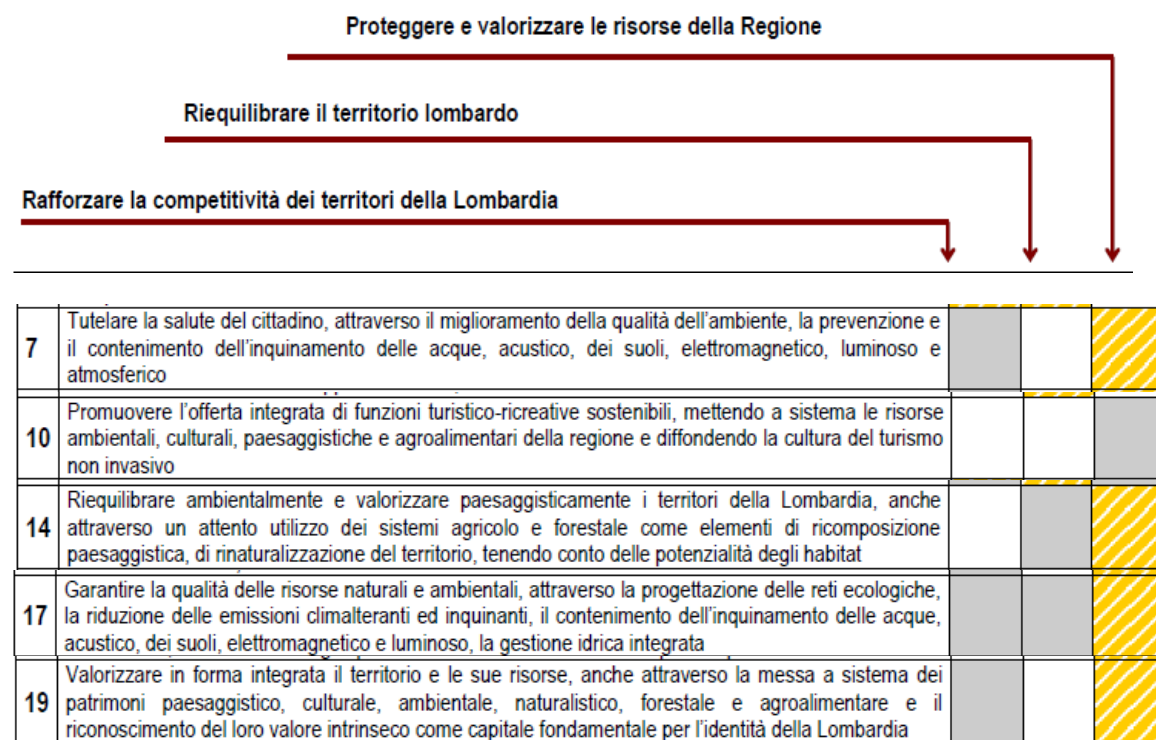 Proteggere e valorizzare le risorse della Regione
Riequilibrare il territorio lombardo
Rafforzare la competitività dei territori della Lombardia
7
Tutelare la salute del cittadino, attraverso il miglioramento della qualità dell'ambiente, la prevenzione e
il contenimento dell'inquinamento delle acque, acustico, dei suoli, elettromagnetico, luminoso e
atmosferico
10
Promuovere l'offerta integrata di funzioni turistico-ricreative sostenibili, mettendo a sistema le risorse
ambientali, culturali, paesaggistiche e agroalimentari della regione e diffondendo la cultura del turismo
non invasivo
14
Riequilibrare ambientalmente e valorizzare paesaggisticamente i territori della Lombardia, anche
attraverso un attento utilizzo dei sistemi agricolo e forestale come elementi di ricomposizione
paesaggistica, di rinaturalizzazione del territorio, tenendo conto delle potenzialità degli habitat
17
Garantire la qualità delle risorse naturali e ambientali, attraverso la progettazione delle reti ecologiche,
la riduzione delle emissioni climalteranti ed inquinanti, il contenimento dell'inquinamento delle acque,
acustico, dei suoli, elettromagnetico e luminoso, la gestione idrica integrata
19
Valorizzare in forma integrata il territorio e le sue risorse, anche attraverso la messa a sistema dei
patrimoni paesaggistico, culturale, ambientale, naturalistico, forestale e agroalimentare e il
riconoscimento del loro valore intrinseco come capitale fondamentale per l'identità della Lombardia